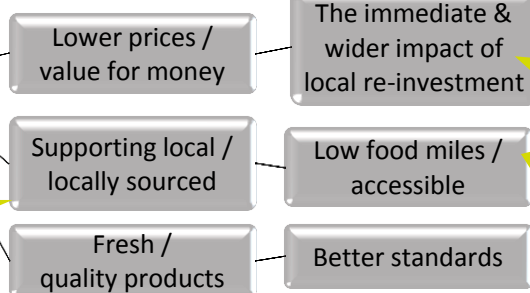 Lower prices /
value for money
The immediate &
wider impact of
local re-investment
Supporting local /
locally sourced
Low food miles /
accessible
Fresh /
quality products
Better standards